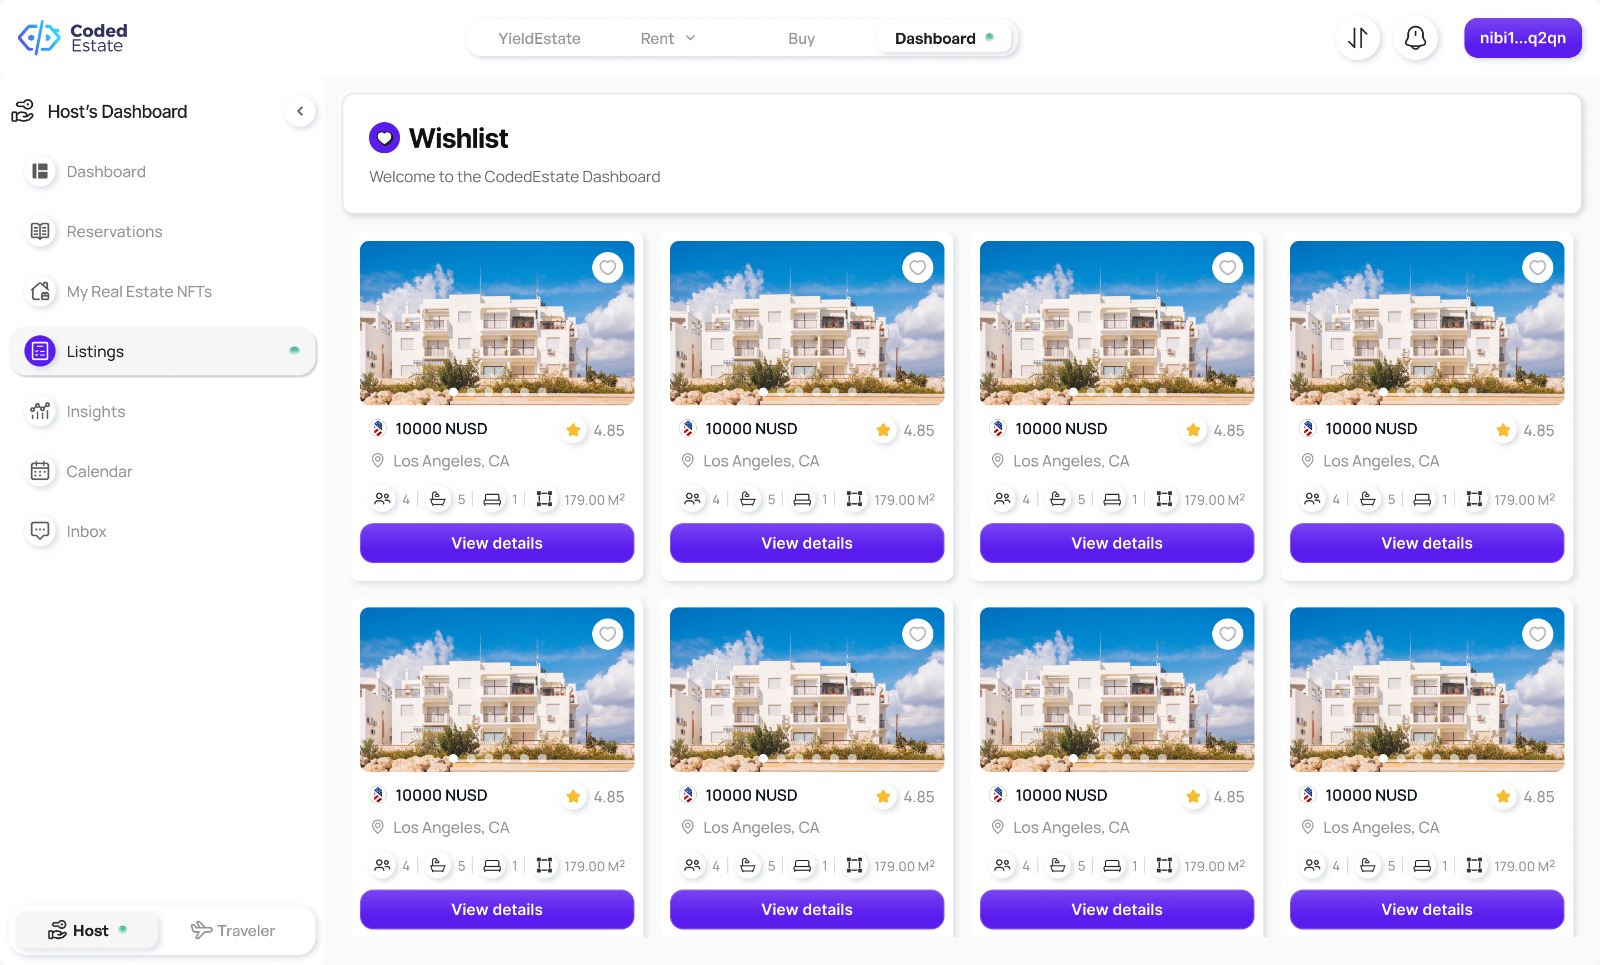 Coded
Estate
YieldEstate
Rent
Buy
Dashboard
nibi1...q2qn
Host's Dashboard
Dashboard
Reservations
My Real Estate NFTs
Listings
Insights
Calendar
Inbox
Host
Traveler
Wishlist
Welcome to the CodedEstate Dashboard
10000 NUSD 4.85
Los Angeles, CA
4 5 1 179.00 M²
View details
10000 NUSD 4.85
Los Angeles, CA
4 5 1 179.00 M²
View details
10000 NUSD 4.85
Los Angeles, CA
4 5 1 179.00 M²
View details
10000 NUSD 4.85
Los Angeles, CA
4 5 1 179.00 M²
View details
10000 NUSD 4.85
Los Angeles, CA
4 5 1 179.00 M²
View details
10000 NUSD 4.85
Los Angeles, CA
4 5 1 179.00 M²
View details
10000 NUSD 4.85
Los Angeles, CA
4 5 1 179.00 M²
View details
10000 NUSD 4.85
Los Angeles, CA
4 5 1 179.00 M²
View details